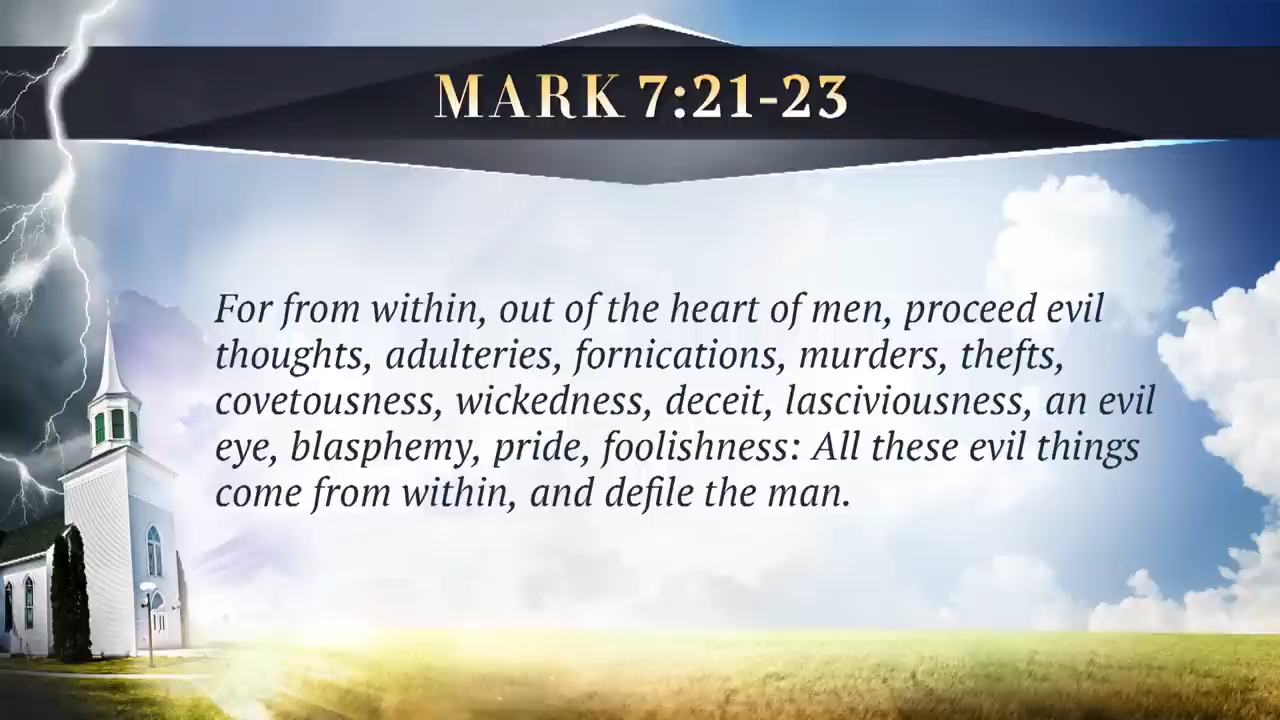 MARK 7:21-23
For from within, out of the heart of men, proceed evil
thoughts, adulteries, fornications, murders, thefts,
covetousness, wickedness, deceit, lasciviousness, an evil
eye, blasphemy, pride, foolishness: All these evil things
come from within, and defile the man.